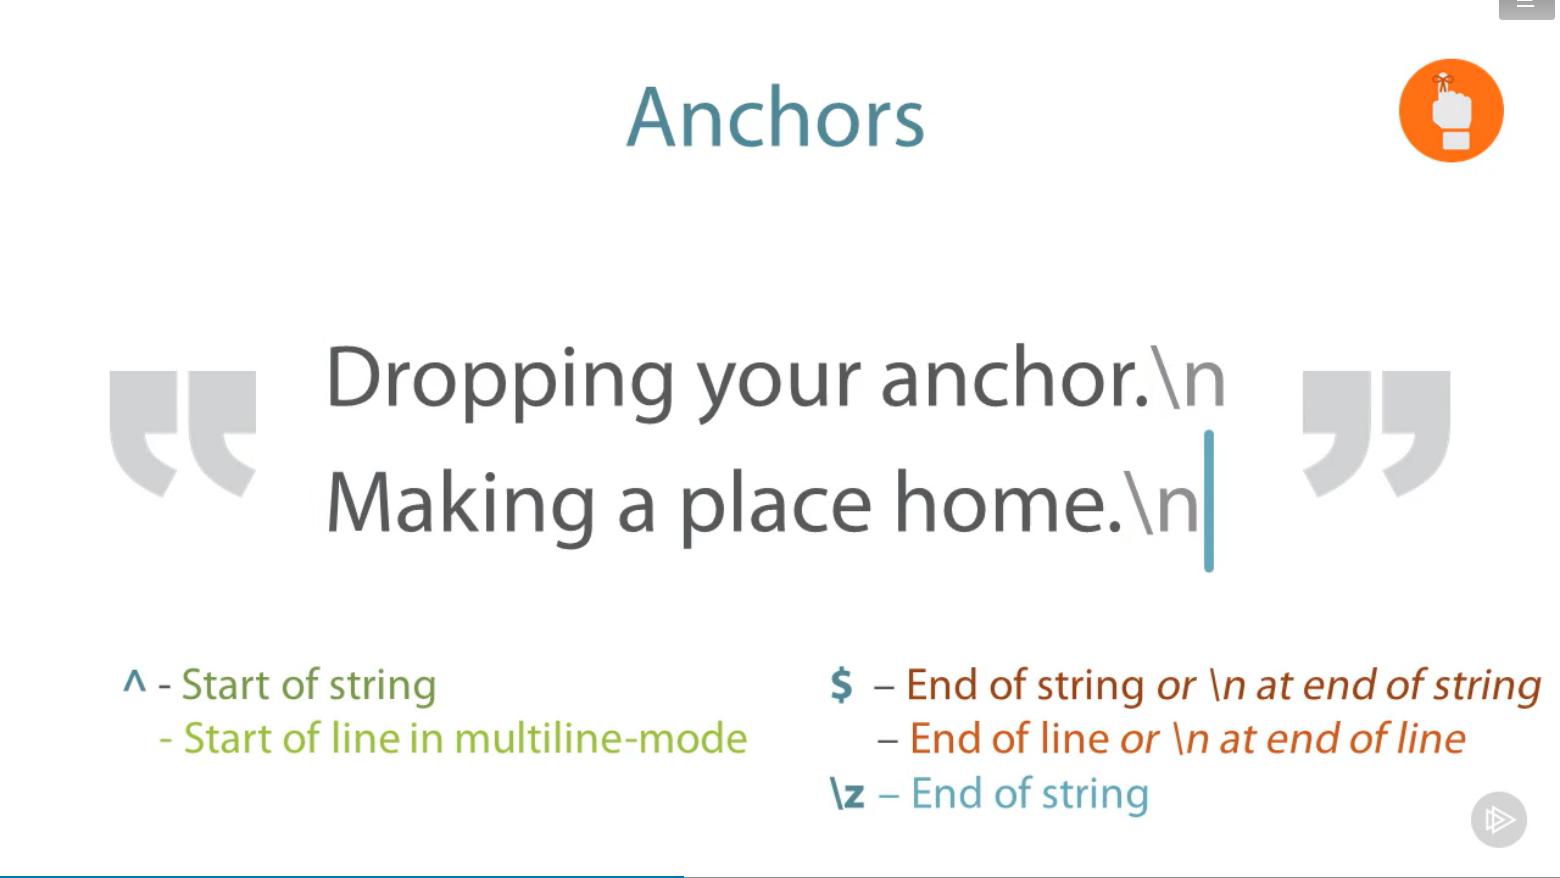 Anchors
Dropping your anchor.\n
Making a place home.\n
^ - Start of string
- Start of line in multiline-mode
$ – End of string or \n at end of string
– End of line or \n at end of line
\z – End of string